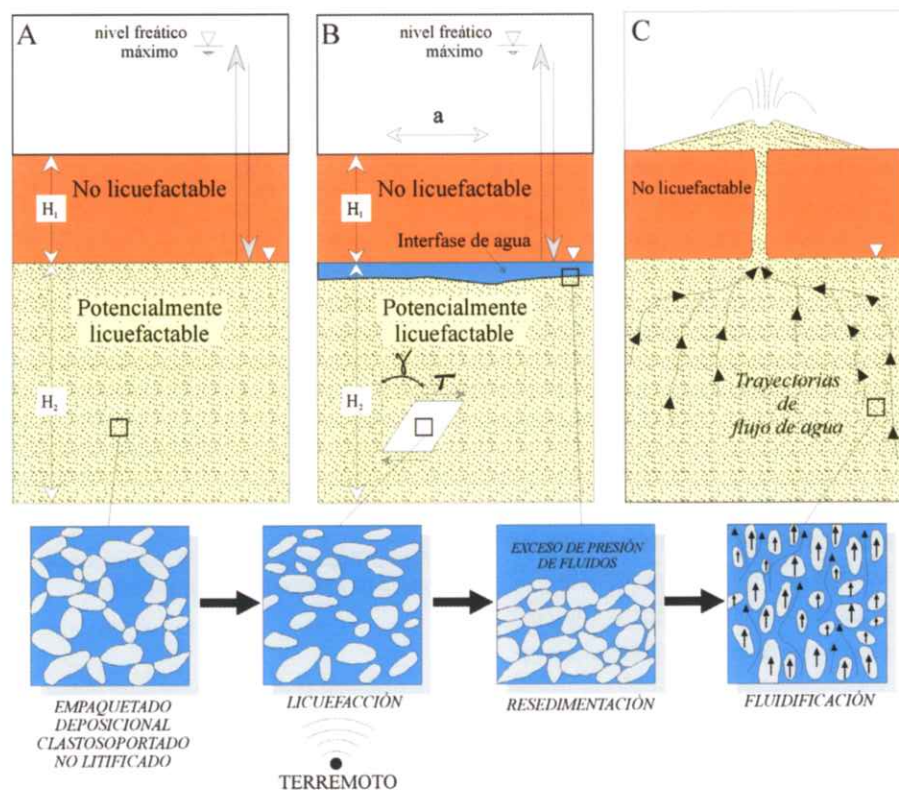 A
nivel freático
máximo
No licuefactable
H₁
Potencialmente
licuefactable
H₂
B
nivel freático
máximo
a
No licuefactable
H₁
Interfase de agua
Potencialmente
licuefactable
γ
τ
H₂
C
No licuefactable
Trayectorias
de
flujo de agua
EMPAQUETADO
DEPOSICIONAL
CLASTOSOPORTADO
NO LITIFICADO
LICUEFACCIÓN
TERREMOTO
EXCESO DE PRESIÓN
DE FLUIDOS
RESEDIMENTACIÓN
FLUIDIFICACIÓN